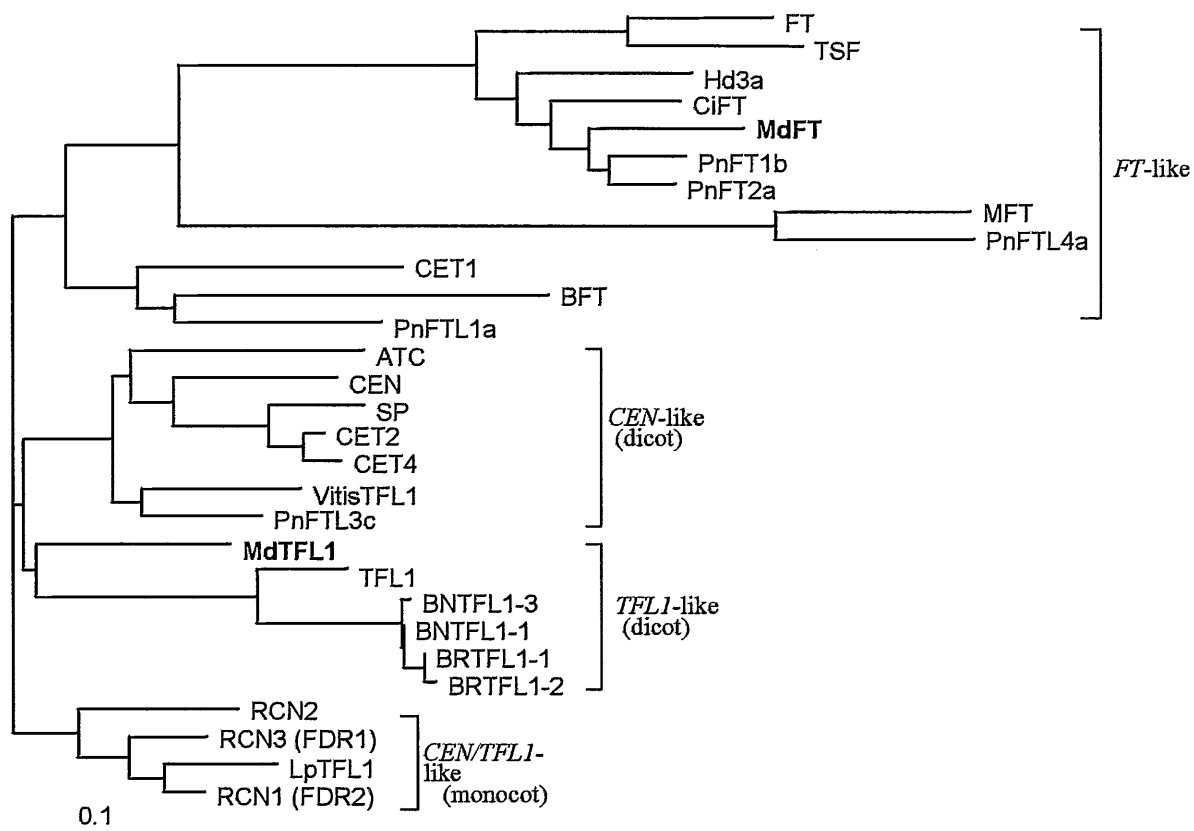 FT
TSF
Hd3a
CiFT
MdFT
PnFT1b
PnFT2a
FT-like
MFT
PnFTL4a
CET1
BFT
PnFTL1a
ATC
CEN
SP
CET2
CET4
CEN-like
(dicot)
VitisTFL1
PnFTL3c
MdTFL1
TFL1
BNTFL1-3
BNTFL1-1
BRTFL1-1
BRTFL1-2
TFL1-like
(dicot)
RCN2
RCN3 (FDR1)
LpTFL1
RCN1 (FDR2)
CEN/TFL1-
like
(monocot)
0.1